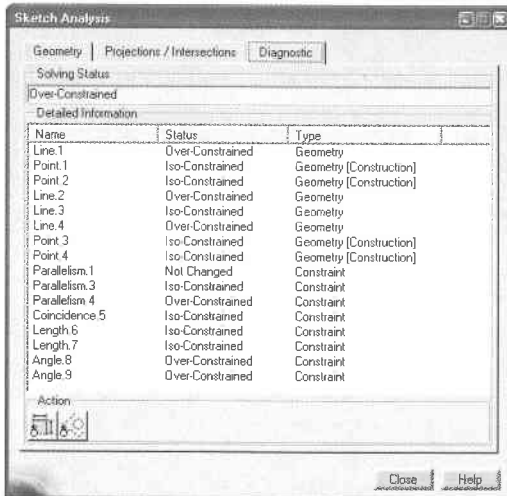 Sketch Analysis
Geometry Projections / Intersections Diagnostic
Solving Status
Over-Constrained
Detailed Information
Name Status Type
Line.1 Over-Constrained Geometry
Point.1 Iso-Constrained Geometry [Construction]
Point.2 Iso-Constrained Geometry [Construction]
Line.2 Over-Constrained Geometry
Line.3 Iso-Constrained Geometry
Line.4 Over-Constrained Geometry
Point.3 Iso-Constrained Geometry [Construction]
Point.4 Iso-Constrained Geometry [Construction]
Parallelism.1 Not Changed Constraint
Parallelism.3 Iso-Constrained Constraint
Parallelism.4 Over-Constrained Constraint
Coincidence.5 Iso-Constrained Constraint
Length.6 Iso-Constrained Constraint
Length.7 Iso-Constrained Constraint
Angle.8 Over-Constrained Constraint
Angle.9 Over-Constrained Constraint
Action
Close Help